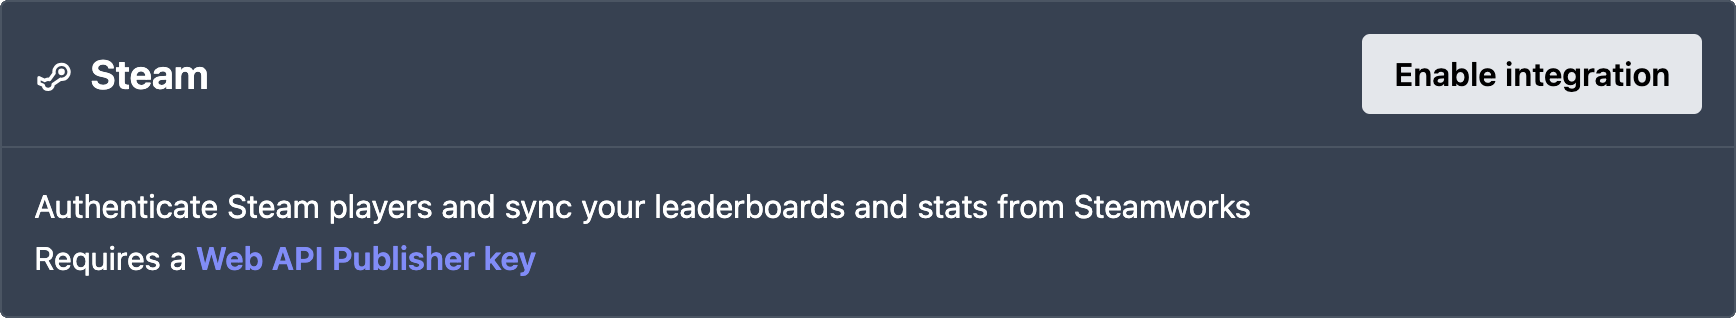 Steam
Enable integration
Authenticate Steam players and sync your leaderboards and stats from Steamworks
Requires a Web API Publisher key